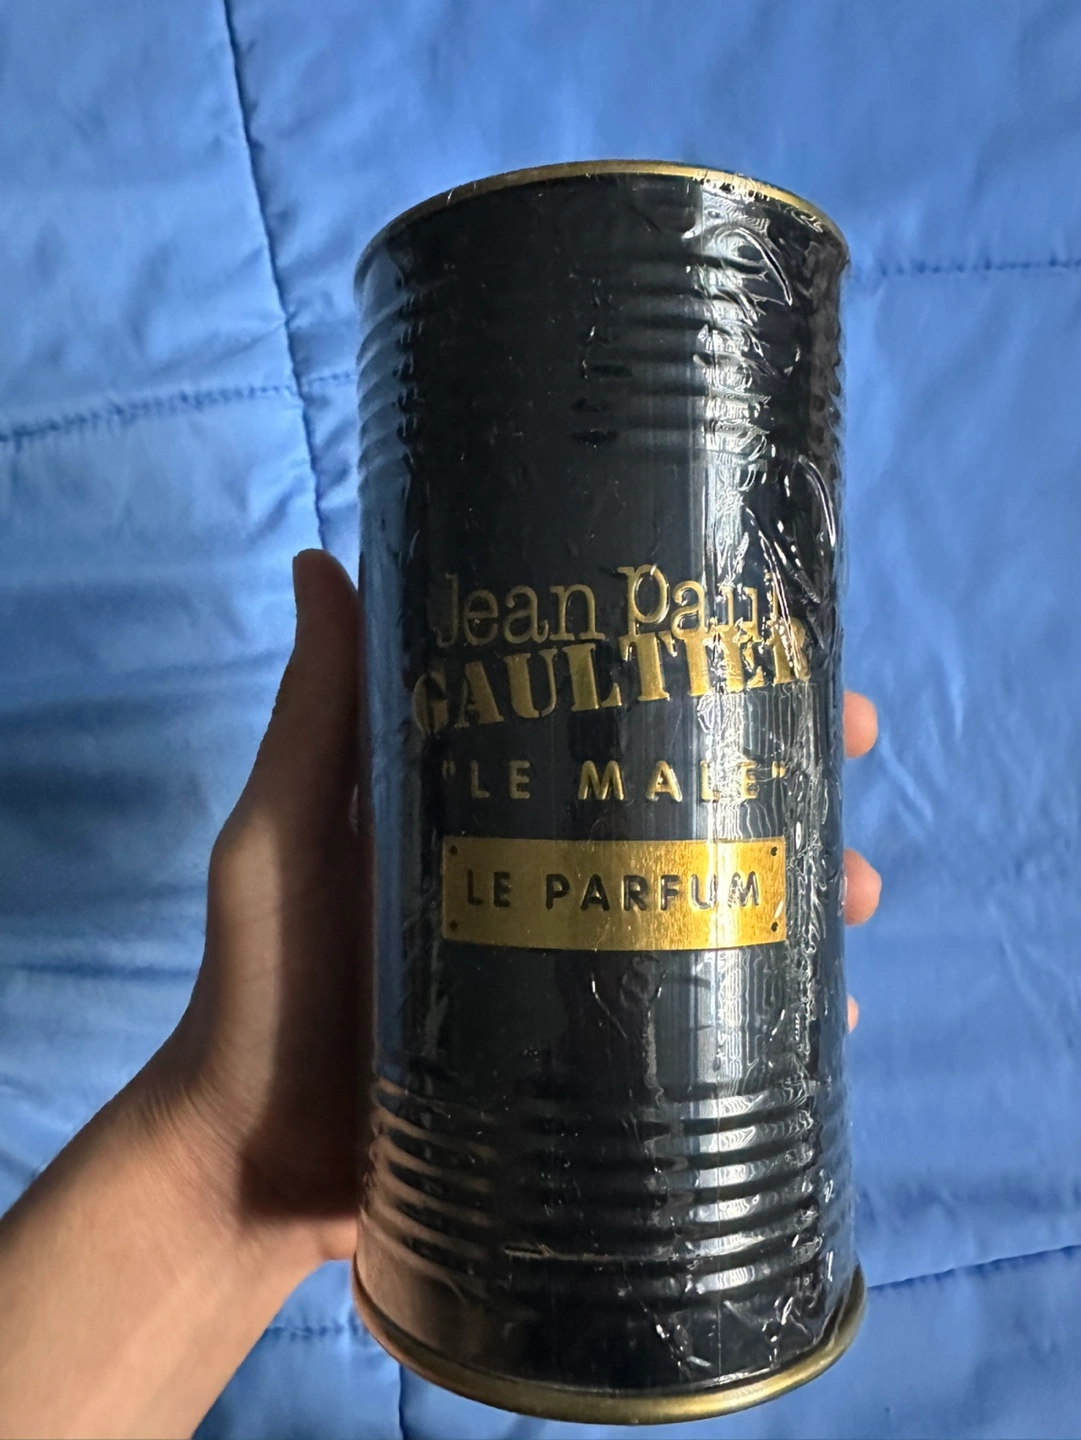 Jean Paul
GAULTIER
"LE MALE"
LE PARFUM